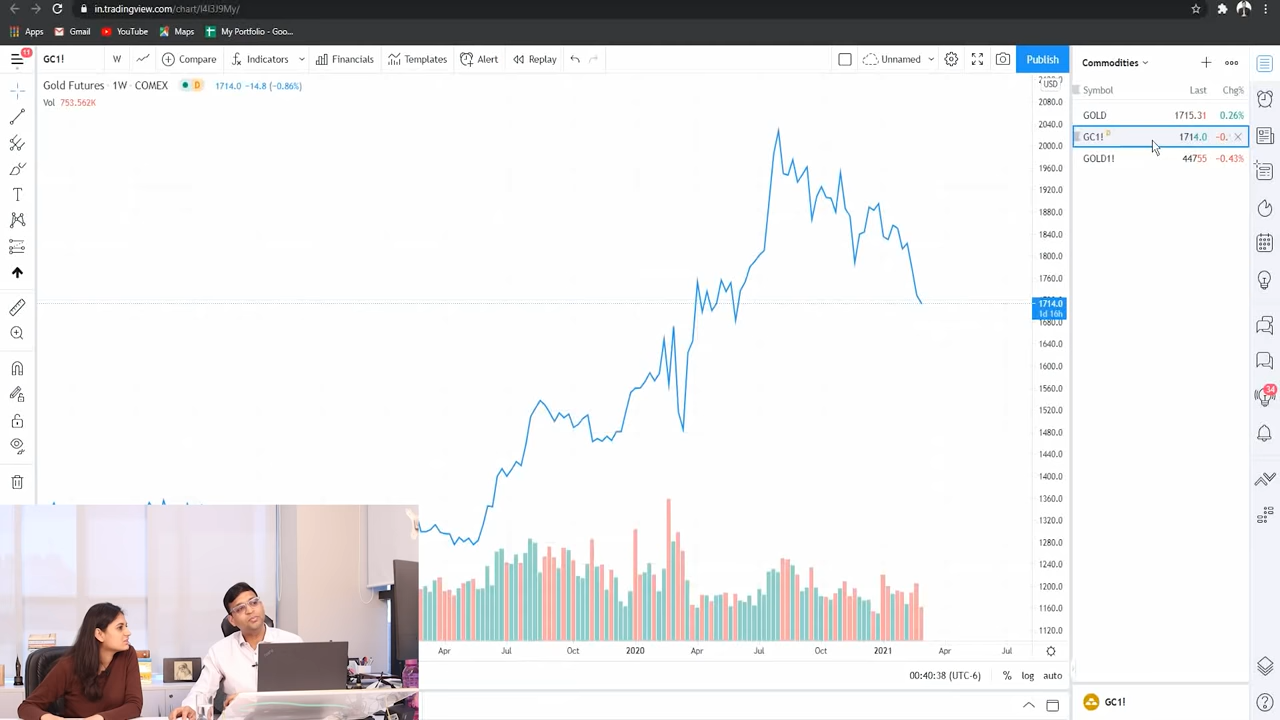 in.tradingview.com/chart/l4I3J9My/
Apps Gmail YouTube Maps My Portfolio - Goo...
11
GC1! W Compare Indicators Financials Templates Alert Replay Unnamed Publish
Commodities
Gold Futures · 1W · COMEX D 1714.0 −14.8 (−0.86%)
Vol 753.562K
USD
2080.0
2040.0
2000.0
1960.0
1920.0
1880.0
1840.0
1800.0
1760.0
1714.0
1d 16h
1680.0
1640.0
1600.0
1560.0
1520.0
1480.0
1440.0
1400.0
1360.0
1320.0
1280.0
1240.0
1200.0
1160.0
1120.0
Symbol Last Chg%
GOLD 1715.31 0.26%
GC1! D 1714.0 −0.
GOLD1! 44755 −0.43%
34
Apr Jul Oct 2020 Apr Jul Oct 2021 Apr Jul
00:40:38 (UTC-6) % log auto
GC1!